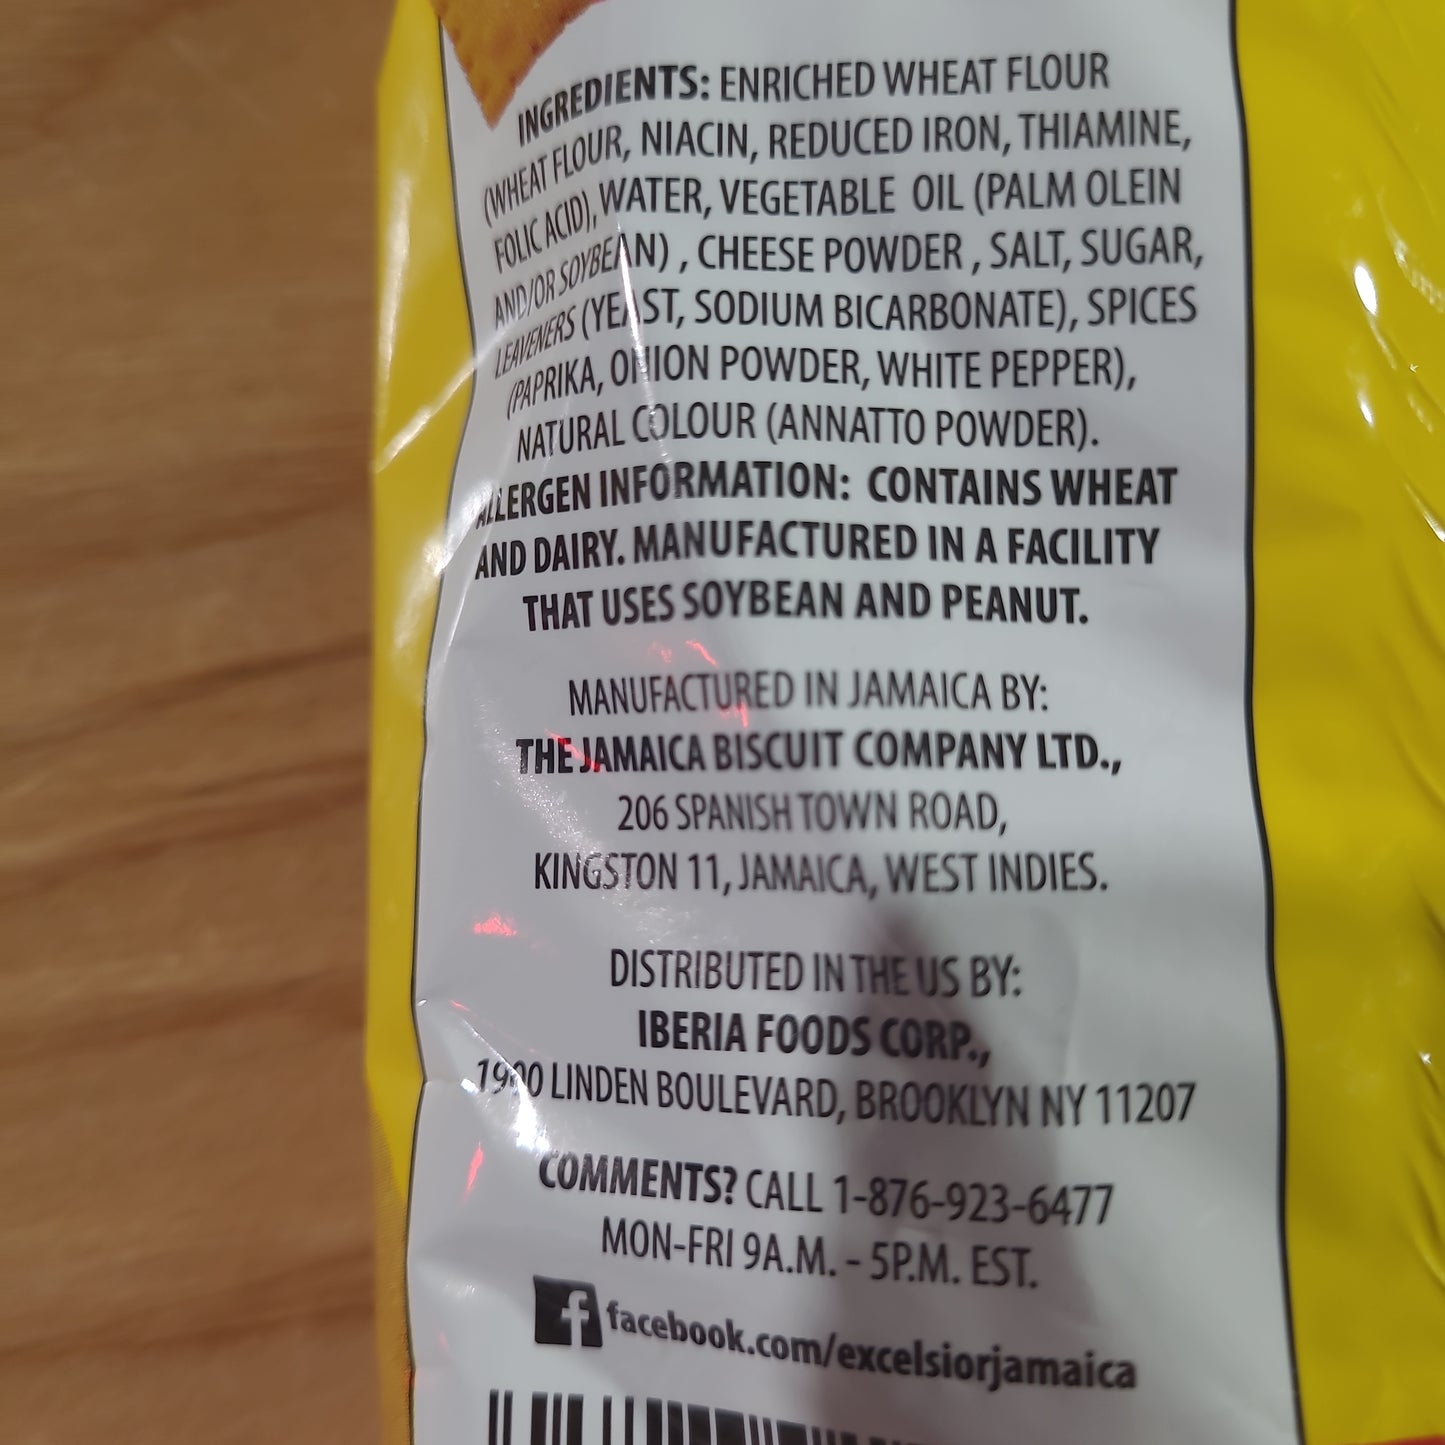 INGREDIENTS: ENRICHED WHEAT FLOUR
(WHEAT FLOUR, NIACIN, REDUCED IRON, THIAMINE,
FOLIC ACID), WATER, VEGETABLE OIL (PALM OLEIN
AND/OR SOYBEAN) , CHEESE POWDER , SALT, SUGAR,
LEAVENERS (YEAST, SODIUM BICARBONATE), SPICES
(PAPRIKA, ONION POWDER, WHITE PEPPER),
NATURAL COLOUR (ANNATTO POWDER).
ALLERGEN INFORMATION: CONTAINS WHEAT
AND DAIRY. MANUFACTURED IN A FACILITY
THAT USES SOYBEAN AND PEANUT.
MANUFACTURED IN JAMAICA BY:
THE JAMAICA BISCUIT COMPANY LTD.,
206 SPANISH TOWN ROAD,
KINGSTON 11, JAMAICA, WEST INDIES.
DISTRIBUTED IN THE US BY:
IBERIA FOODS CORP.,
1900 LINDEN BOULEVARD, BROOKLYN NY 11207
COMMENTS? CALL 1-876-923-6477
MON-FRI 9A.M. - 5P.M. EST.
f facebook.com/excelsiorjamaica